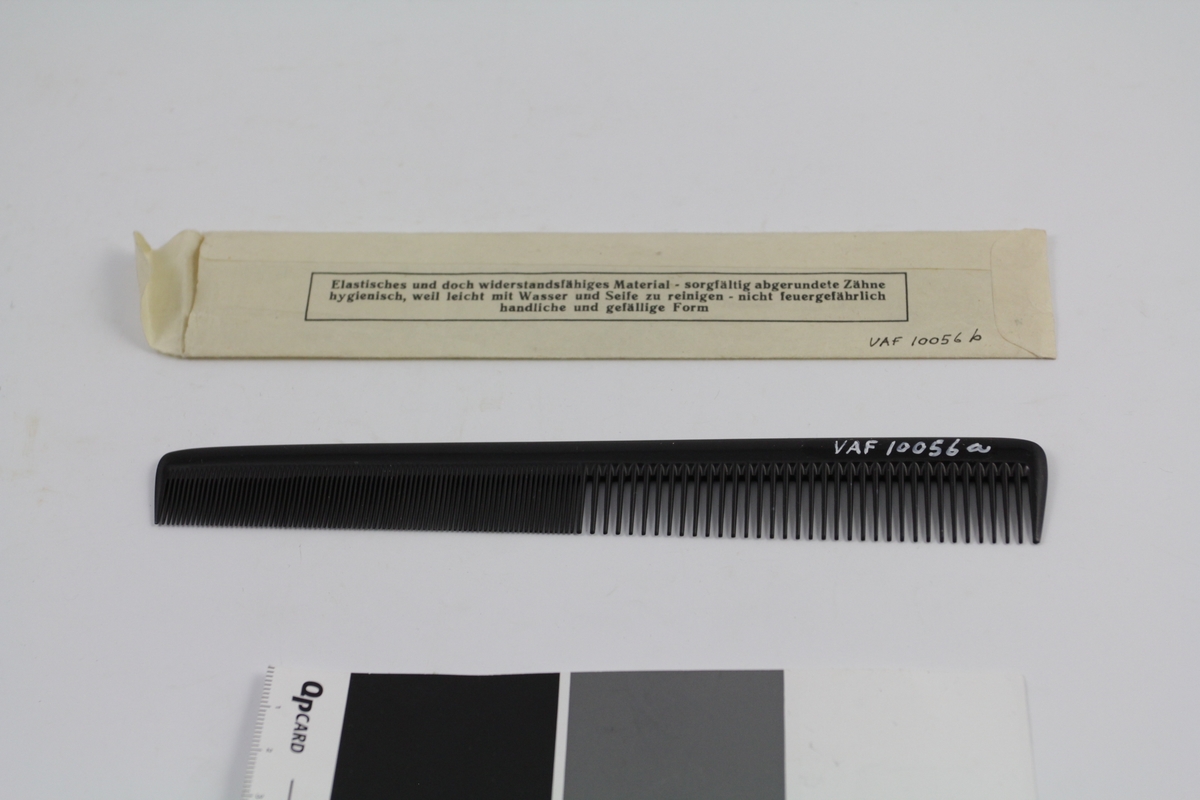 Elastisches und doch widerstandsfähiges Material - sorgfältig abgerundete Zähne
hygienisch, weil leicht mit Wasser und Seife zu reinigen - nicht feuergefährlich
handliche und gefällige Form
VAF 10056 b
VAF 10056 a
QPCARD